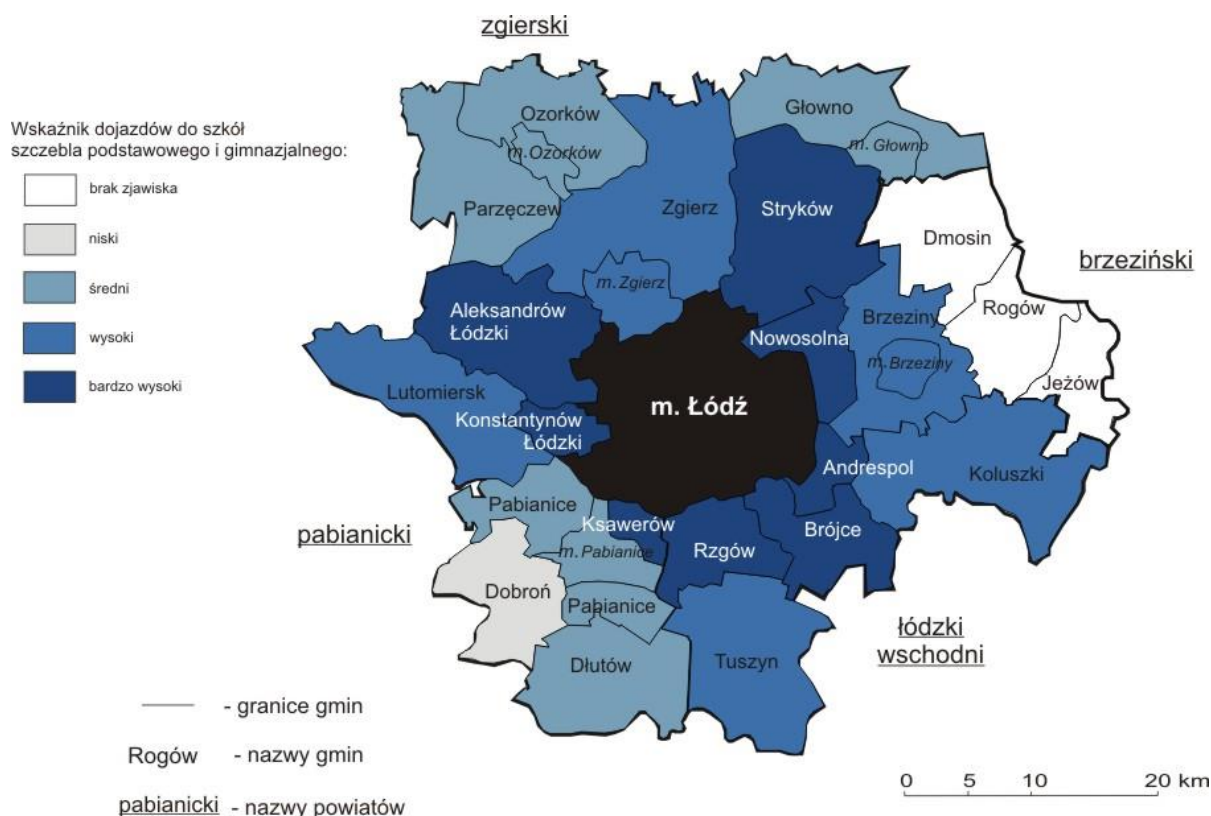 zgierski
Wskaźnik dojazdów do szkół
szczebla podstawowego i gimnazjalnego:
brak zjawiska
niski
średni
wysoki
bardzo wysoki
Ozorków
m.Ozorków
Parzęczew
Zgierz
m. Zgierz
Głowno
m. Głowno
Stryków
Dmosin
brzeziński
Rogów
Jeżów
Aleksandrów
Łódzki
Nowosolna
Brzeziny
m. Brzeziny
Lutomiersk
Konstantynów
Łódzki
m. Łódź
Andrespol
Koluszki
pabianicki
Pabianice
Ksawerów
m. Pabianice
Rzgów
Brójce
Dobroń
Pabianice
Dłutów
Tuszyn
łódzki
wschodni
- granice gmin
Rogów - nazwy gmin
pabianicki - nazwy powiatów
0 5 10 20 km